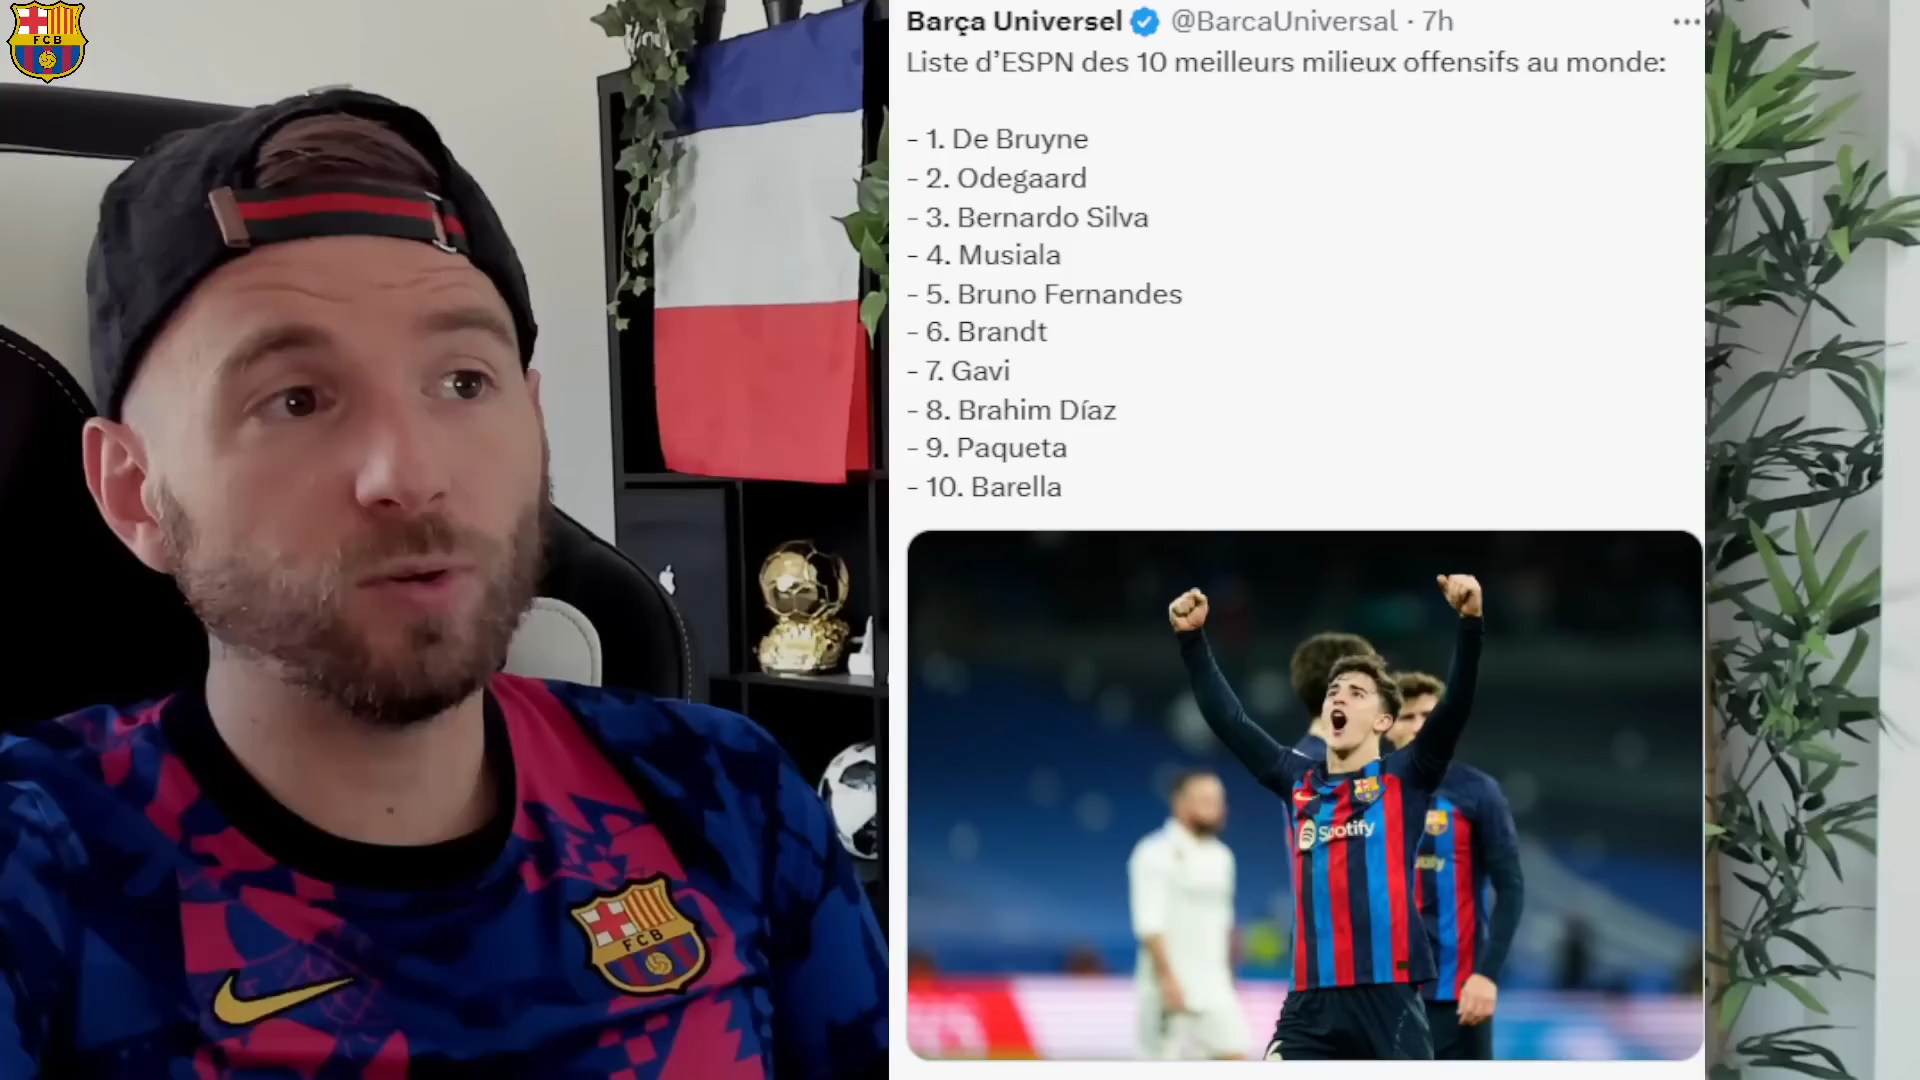 FCB
Barça Universel @BarcaUniversal · 7h
Liste d’ESPN des 10 meilleurs milieux offensifs au monde:
- 1. De Bruyne
- 2. Odegaard
- 3. Bernardo Silva
- 4. Musiala
- 5. Bruno Fernandes
- 6. Brandt
- 7. Gavi
- 8. Brahim Díaz
- 9. Paqueta
- 10. Barella
Spotify
FCB